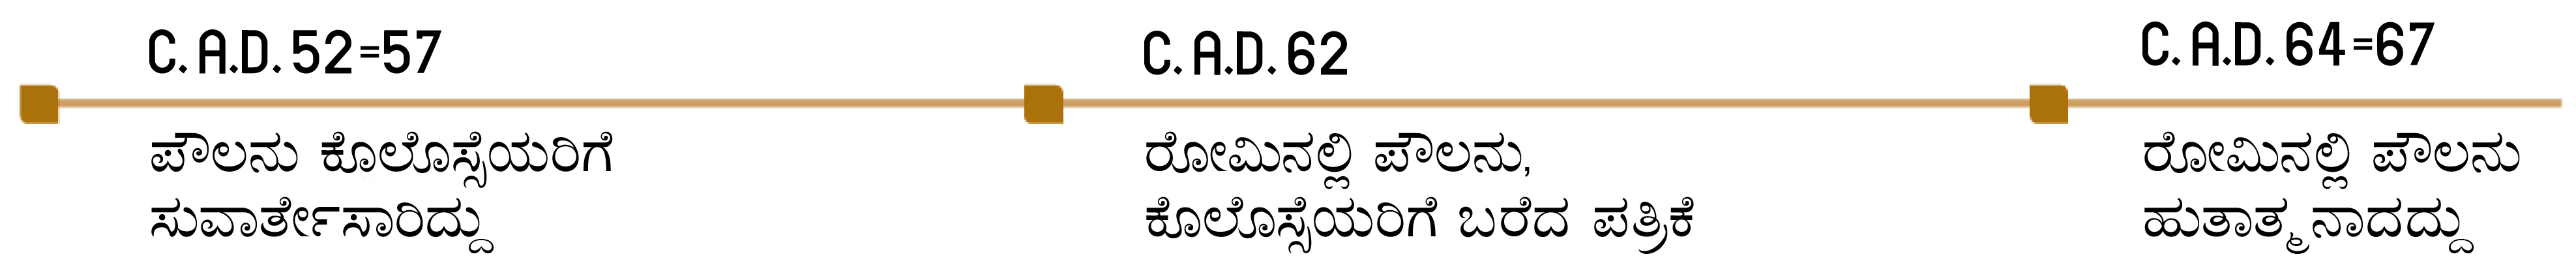 C. A.D. 52=57
ಪೌಲನು ಕೊಲೊಸ್ಸೆಯರಿಗೆ
ಸುವಾರ್ತೇಸಾರಿದ್ದು
C. A.D. 62
ರೋಮಿನಲ್ಲಿ ಪೌಲನು,
ಕೊಲೊಸ್ಸೆಯರಿಗೆ ಬರೆದ ಪತ್ರಿಕೆ
C. A.D. 64=67
ರೋಮಿನಲ್ಲಿ ಪೌಲನು
ಹುತಾತ್ಮನಾದದ್ದು